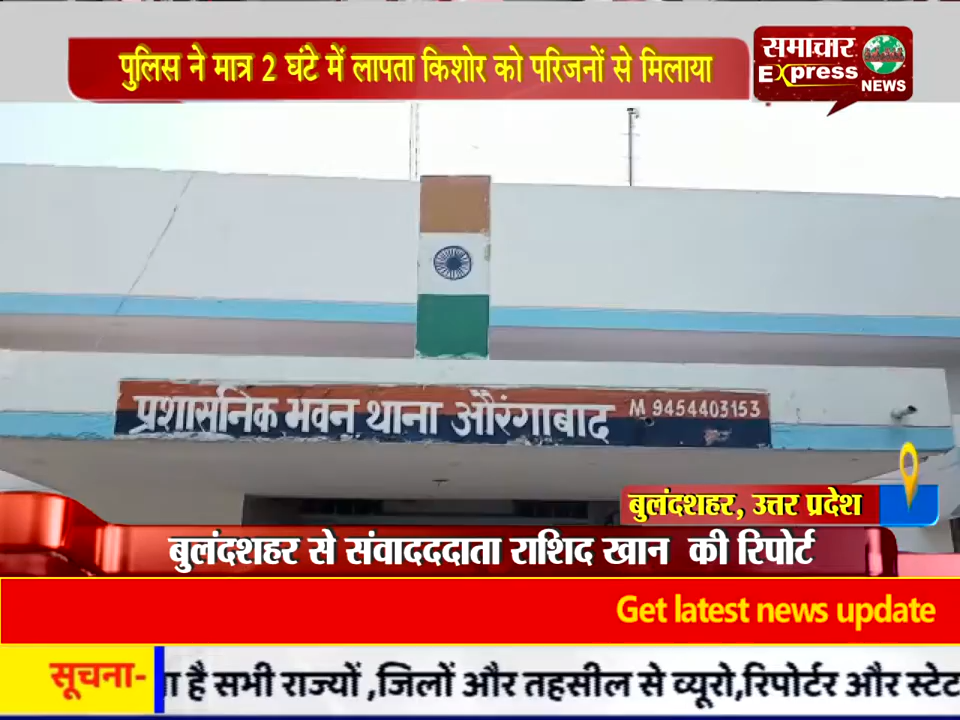 पुलिस ने मात्र 2 घंटे में लापता किशोर को परिजनों से मिलाया
समाचार
Express
NEWS
प्रशासनिक भवन थाना औरंगाबाद M 9454403153
बुलंदशहर, उत्तर प्रदेश
बुलंदशहर से संवादददाता राशिद खान की रिपोर्ट
Get latest news update
सूचना- है सभी राज्यों ,जिलों और तहसील से व्यूरो,रिपोर्टर और स्टेट